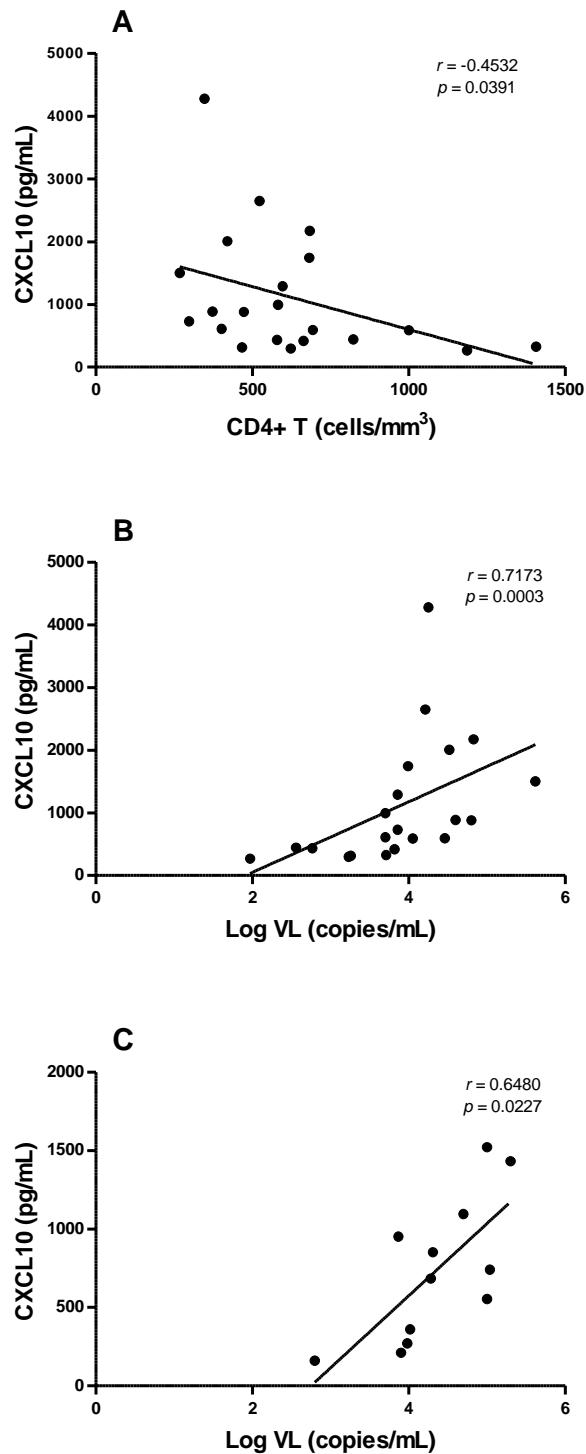 A
r = -0.4532
p = 0.0391
5000
4000
3000
2000
1000
0
CXCL10 (pg/mL)
0 500 1000 1500
CD4+ T (cells/mm³)
B
r = 0.7173
p = 0.0003
5000
4000
3000
2000
1000
0
CXCL10 (pg/mL)
0 2 4 6
Log VL (copies/mL)
C
r = 0.6480
p = 0.0227
2000
1500
1000
500
0
CXCL10 (pg/mL)
0 2 4 6
Log VL (copies/mL)